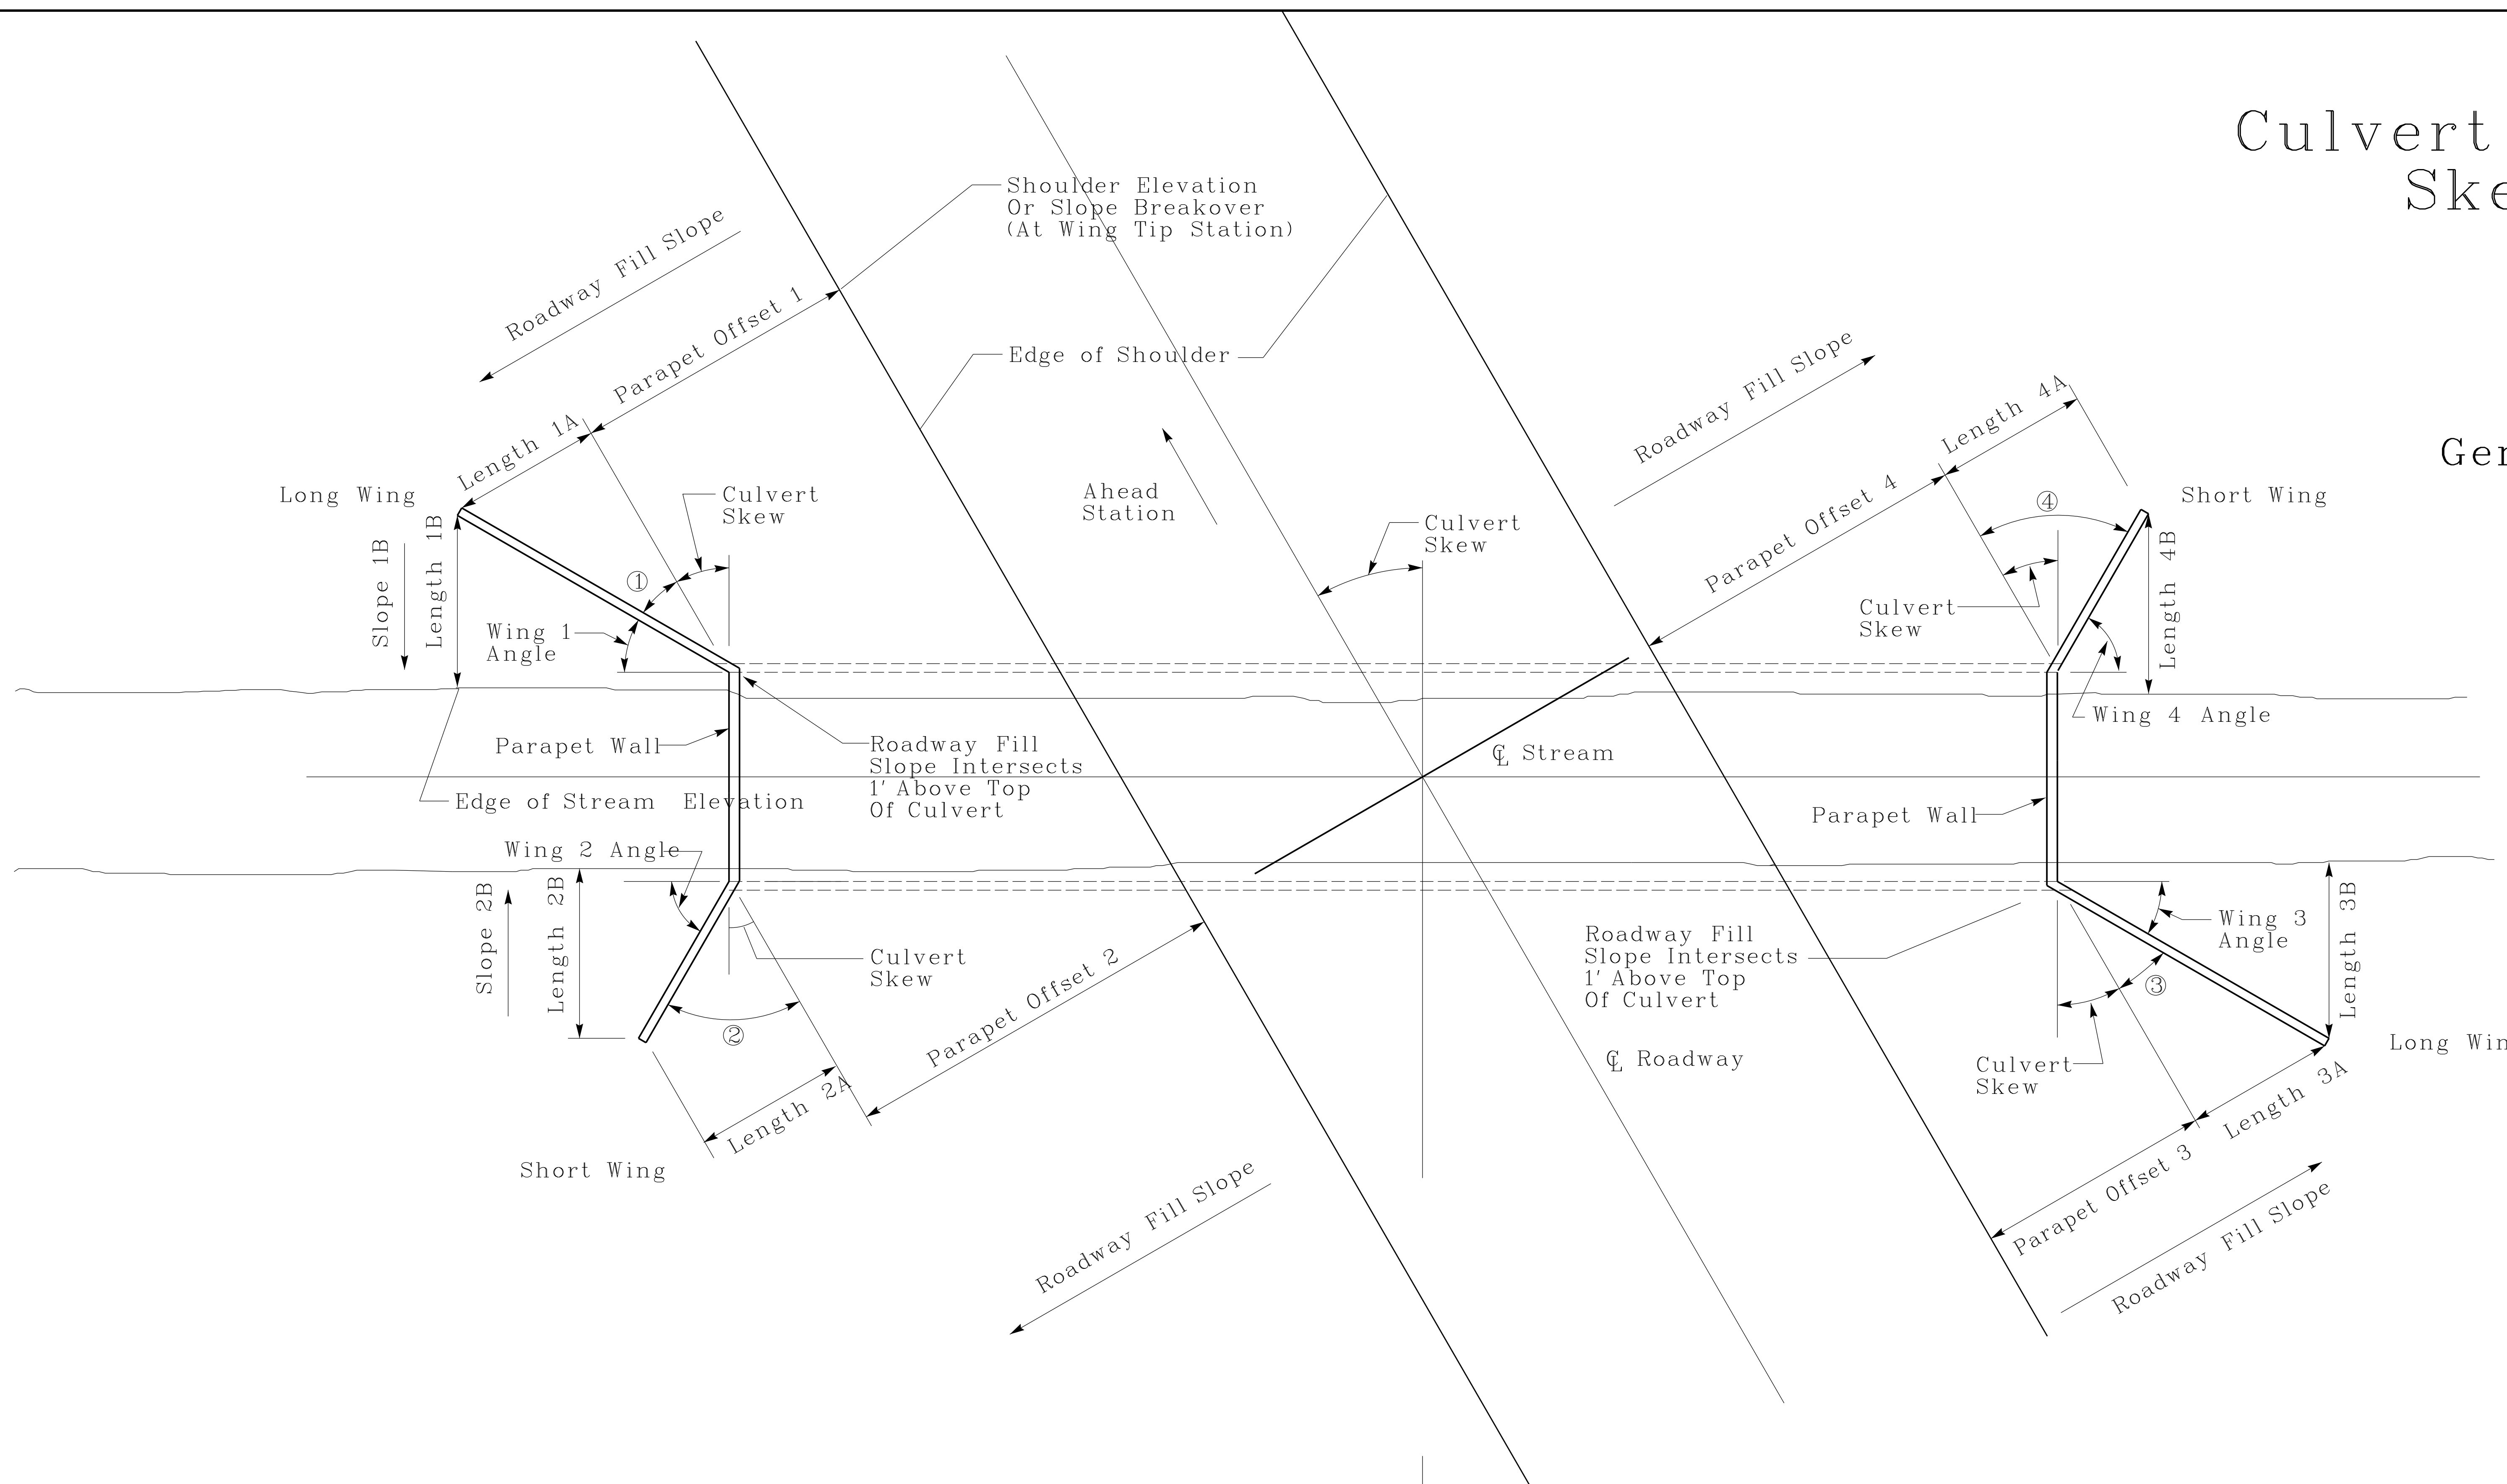 Culvert
Ske
Shoulder Elevation
Or Slope Breakover
(At Wing Tip Station)
Roadway Fill Slope
Parapet Offset 1
Edge of Shoulder
Roadway Fill Slope
Length 1A
Length 4A
Ger
Long Wing
Culvert
Skew
Ahead
Station
Culvert
Skew
Parapet Offset 4
④
Short Wing
Slope 1B
Length 1B
①
Wing 1
Angle
Culvert
Skew
Length 4B
Wing 4 Angle
Parapet Wall
Roadway Fill
Slope Intersects
1' Above Top
Of Culvert
℄ Stream
Edge of Stream Elevation
Parapet Wall
Wing 2 Angle
Slope 2B
Length 2B
Culvert
Skew
②
Parapet Offset 2
Length 2A
Short Wing
Roadway Fill
Slope Intersects
1' Above Top
Of Culvert
℄ Roadway
Wing 3
Angle
Length 3B
③
Culvert
Skew
Long Win
Length 3A
Parapet Offset 3
Roadway Fill Slope
Roadway Fill Slope